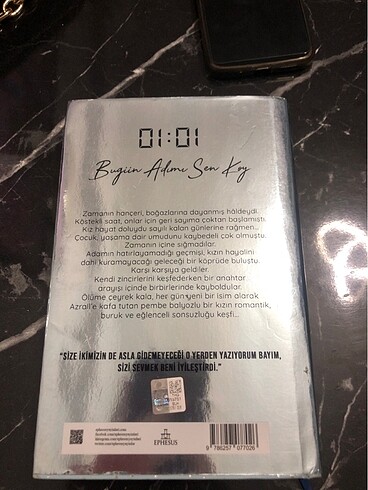 01:01
Bugün Adımı Sen Koy
Zamanın hançeri, boğazlarına dayanmış hâldeydi.
Köstekli saat, onlar için geri sayıma çoktan başlamıştı.
Kız hayat doluydu sayılı kalan günlerine rağmen...
Çocuk, yaşama dair umudunu kaybedeli çok olmuştu.
Zamanın içine sığmadılar.
Adamın hatırlayamadığı geçmişi, kızın hayalini
dahi kuramayacağı geleceği bir köprüde buluştu.
Karşı karşıya geldiler.
Kendi zincirlerini keşfederken bir anahtar
arayışı içinde birbirlerinde kayboldular.
Ölüme çeyrek kala, her gün yeni bir isim alarak
Azrail'e kafa tutan pembe balyozlu bir kızın romantik,
buruk ve eğlenceli sonsuzluğu keşfi...
"SİZE İKİMİZİN DE ASLA GİDEMEYECEĞİ O YERDEN YAZIYORUM BAYIM,
SİZİ SEVMEK BENİ İYİLEŞTİRDİ."
EPHESUS
9 786257 077026